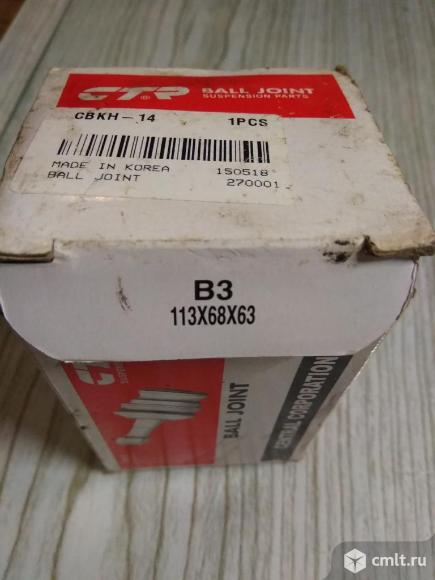 CTR® BALL JOINT
SUSPENSION PARTS
CBKH-14 1PCS
MADE IN KOREA 150518
BALL JOINT 270001
B3
113X68X63
CTR
BALL JOINT
CENTRAL CORPORATION
cmlt.ru